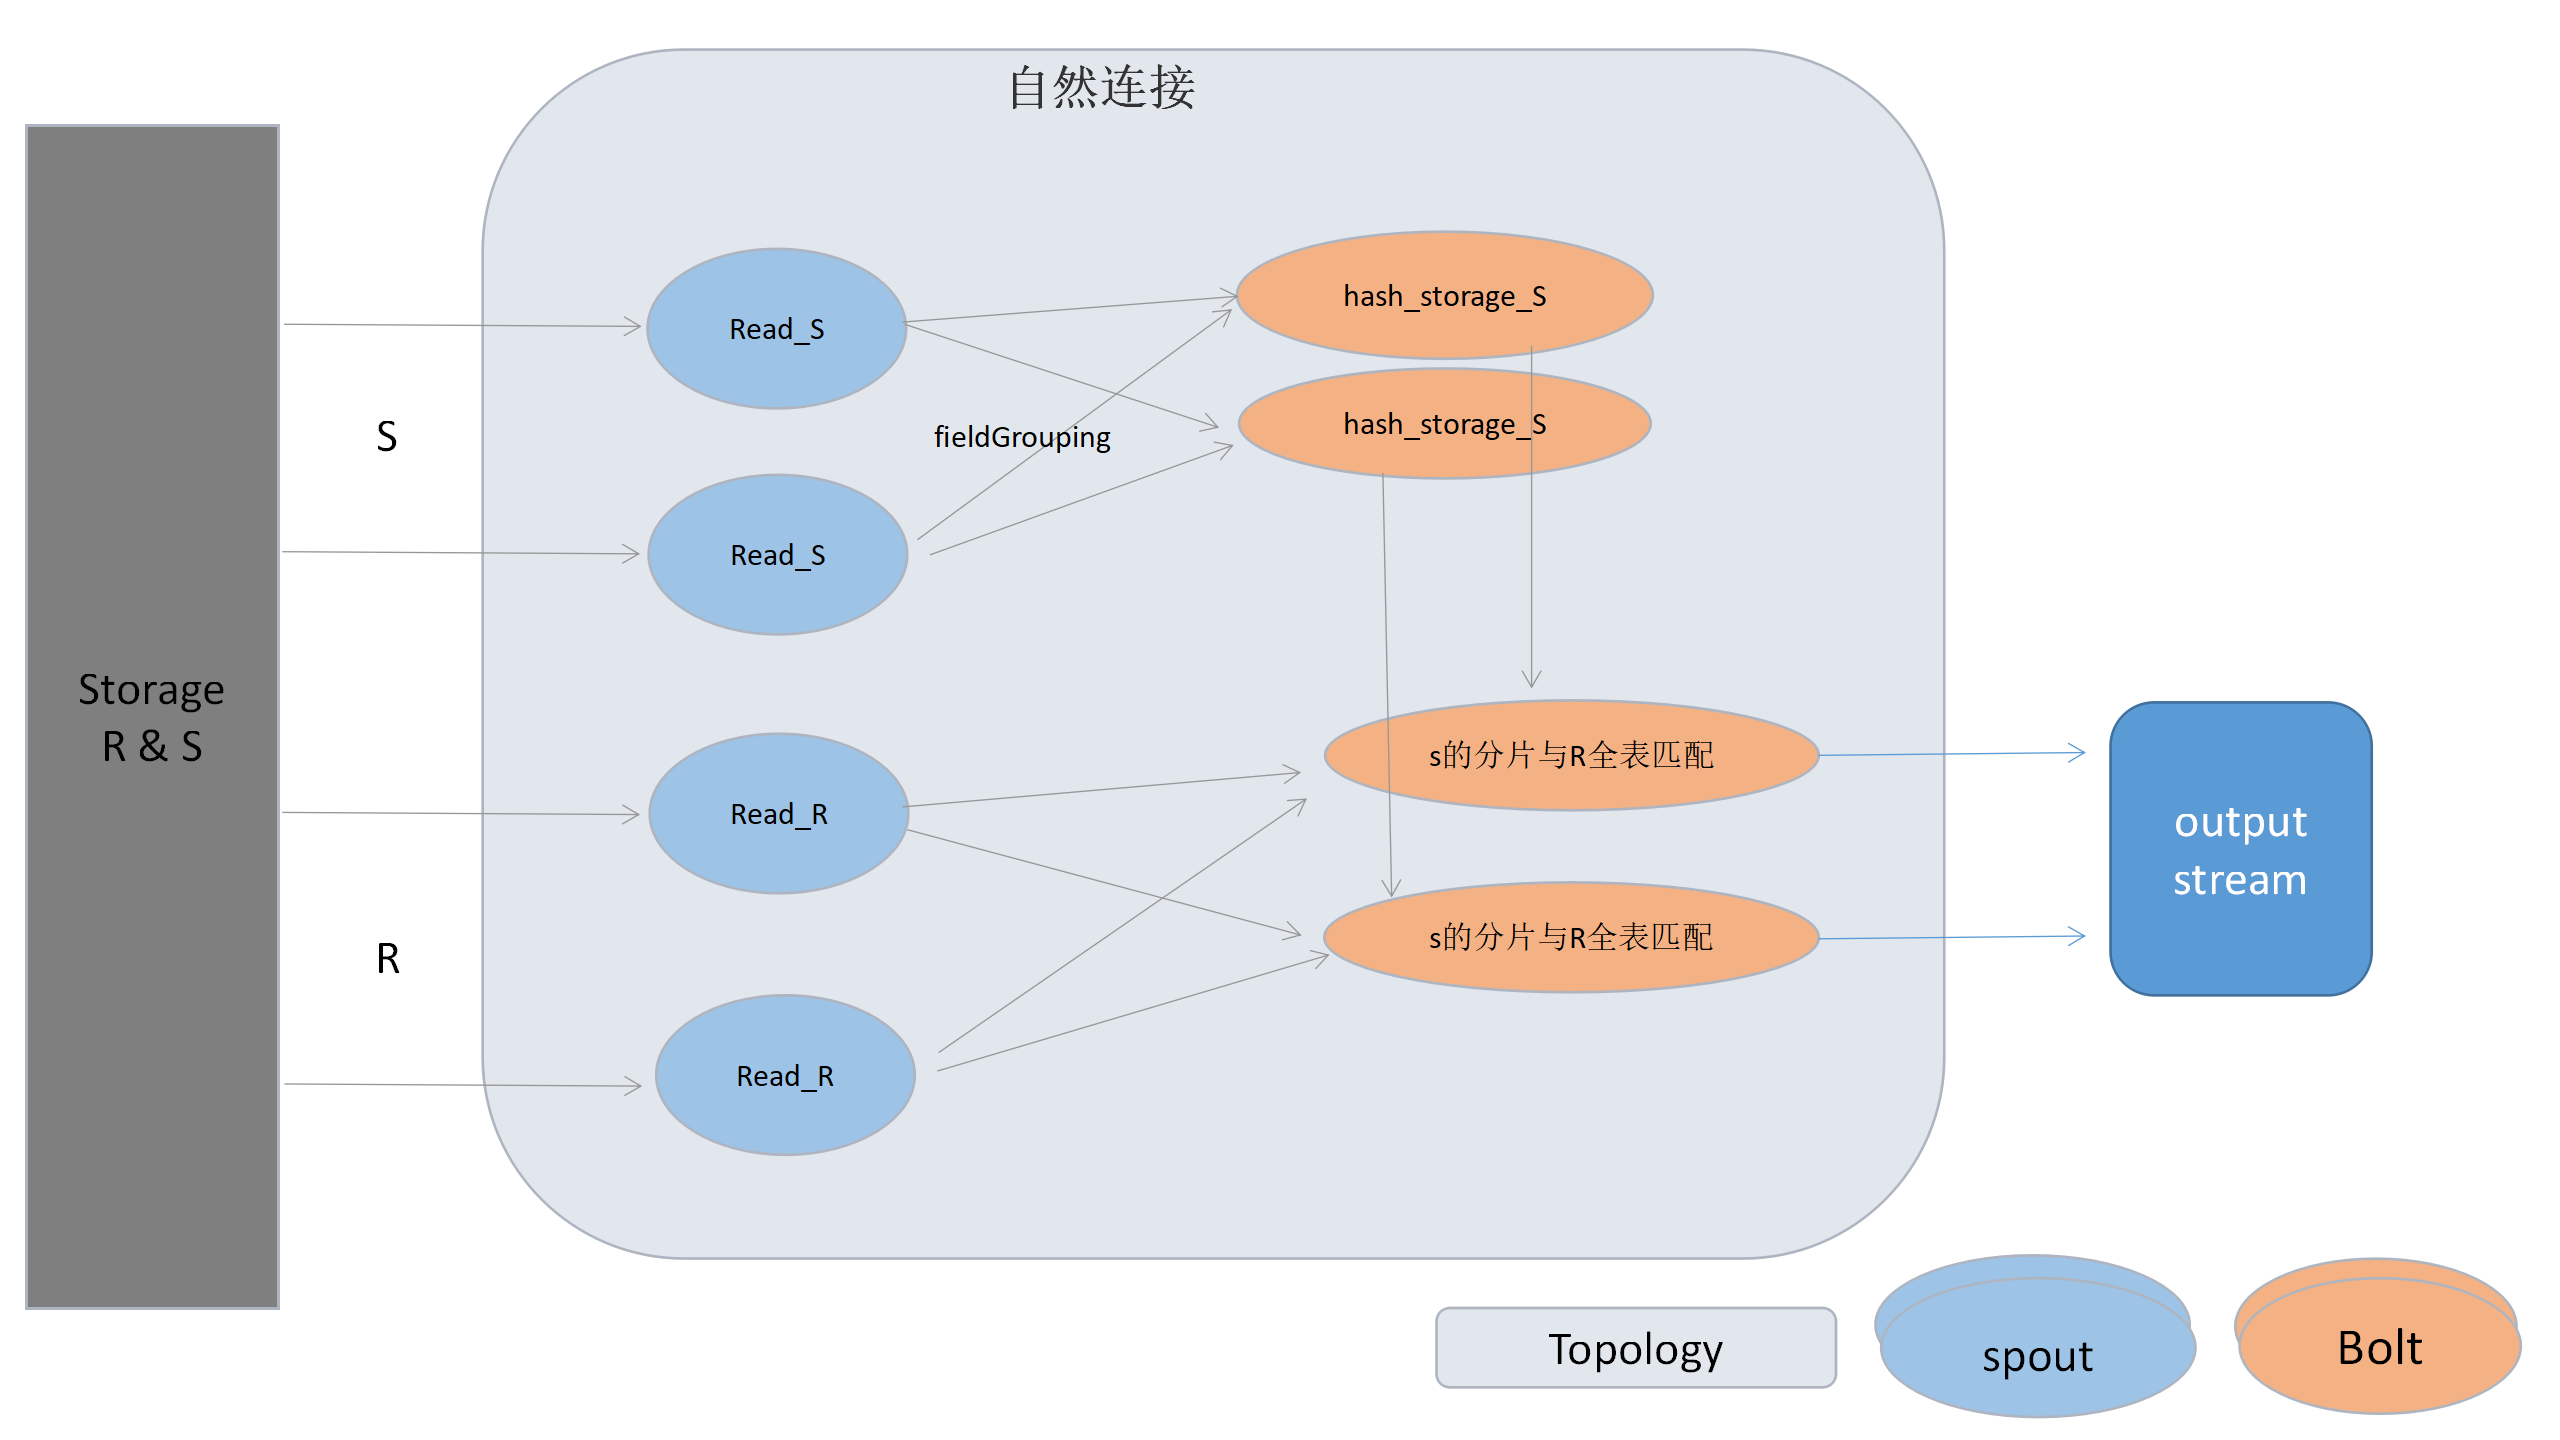 自然连接
Storage
R & S
S
R
Read_S
Read_S
Read_R
Read_R
fieldGrouping
hash_storage_S
hash_storage_S
s的分片与R全表匹配
s的分片与R全表匹配
output
stream
Topology
spout
Bolt